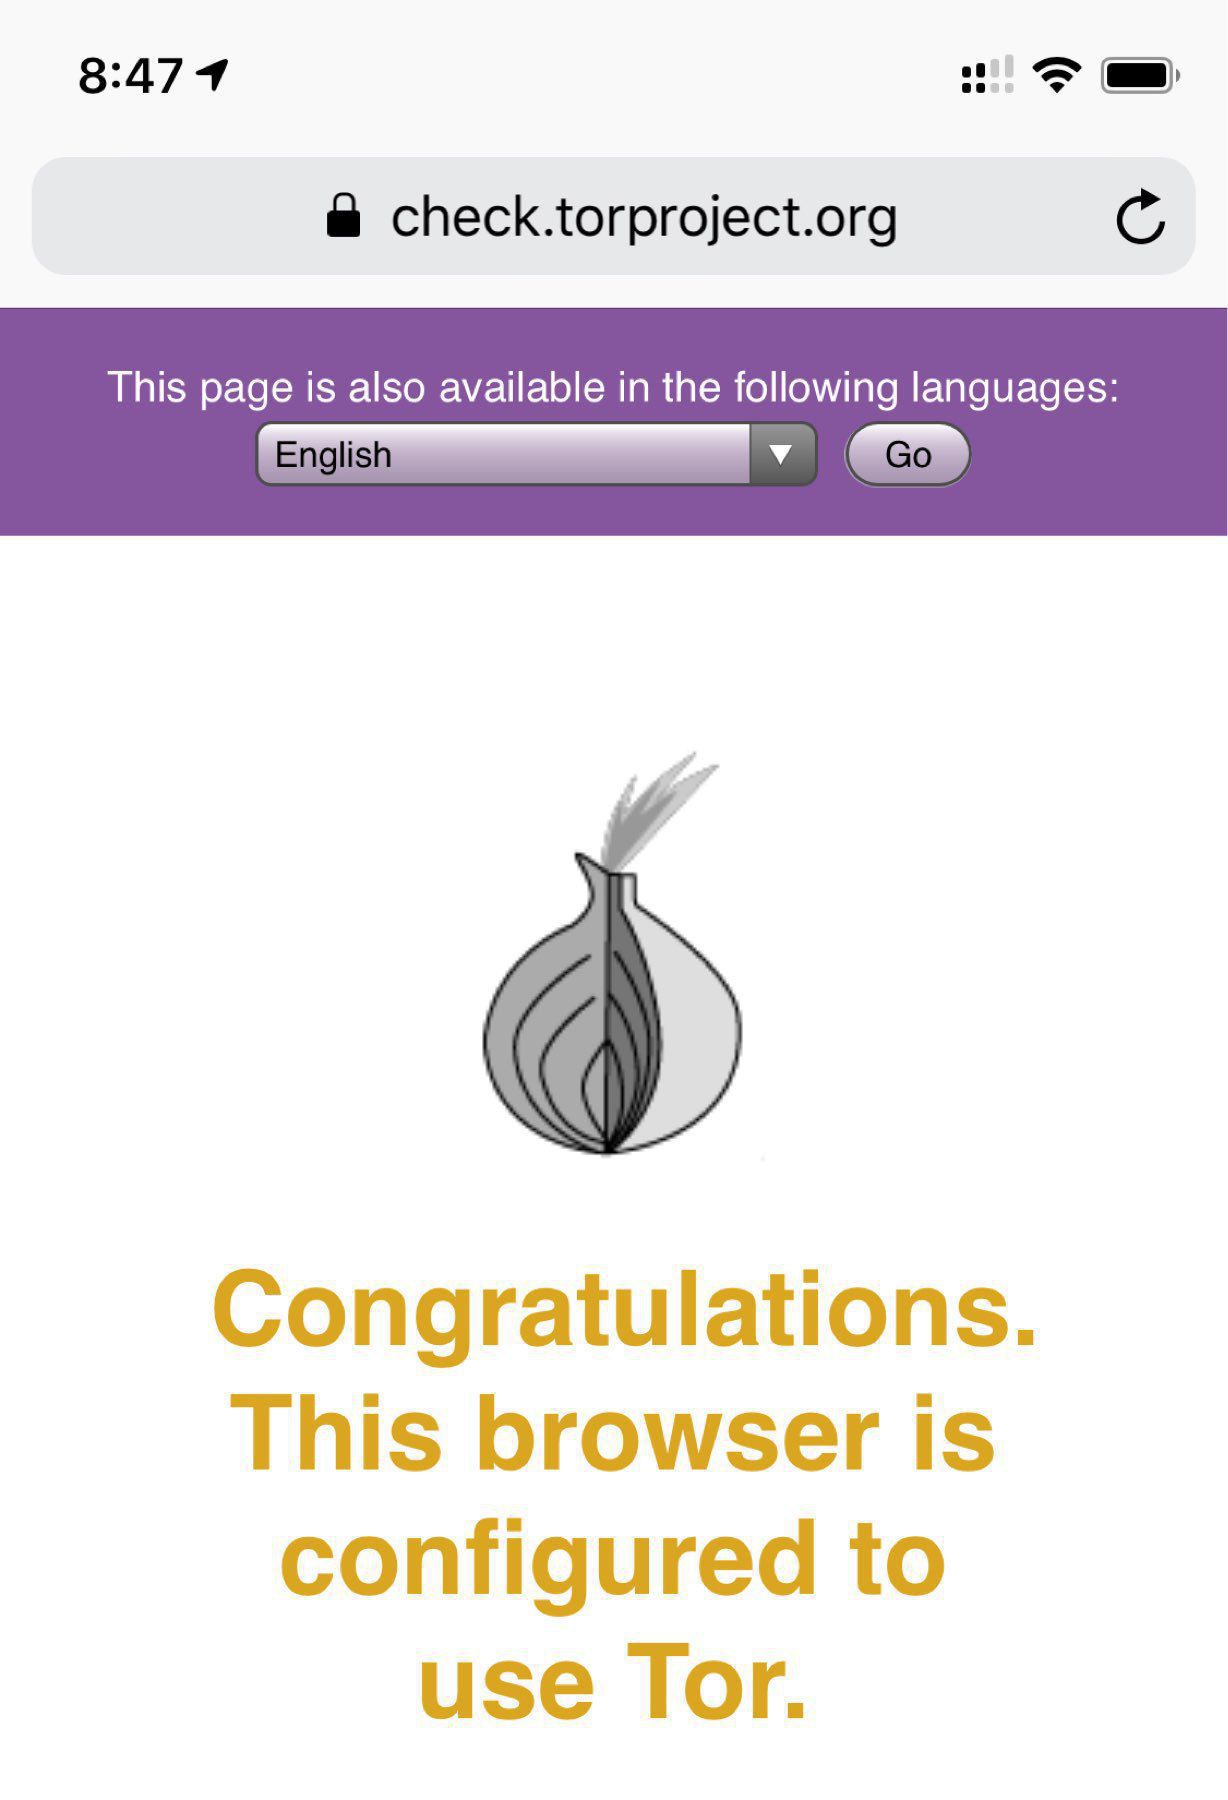 8:47
check.torproject.org
This page is also available in the following languages:
English
Go
Congratulations.
This browser is
configured to
use Tor.